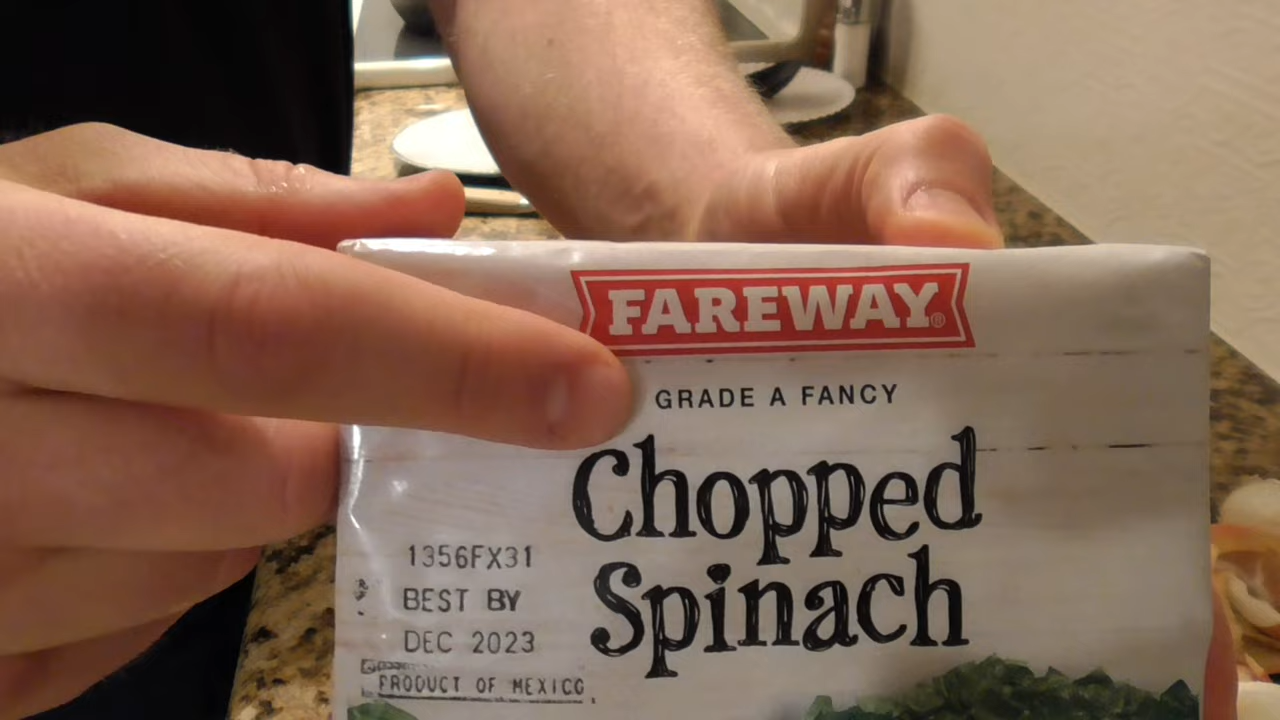 FAREWAY®
GRADE A FANCY
Chopped
Spinach
1356FX31
BEST BY
DEC 2023
PRODUCT OF MEXICO